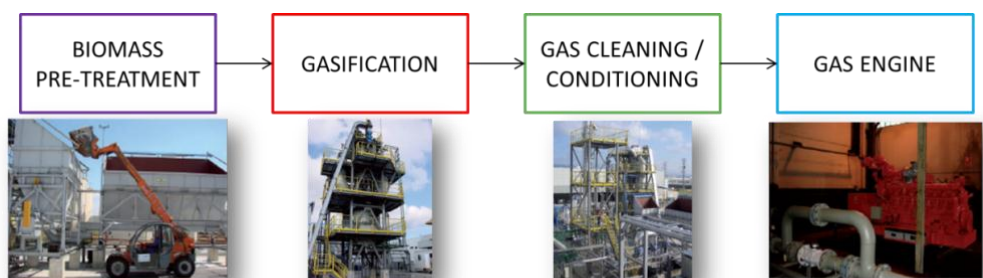 BIOMASS
PRE-TREATMENT
GASIFICATION
GAS CLEANING /
CONDITIONING
GAS ENGINE